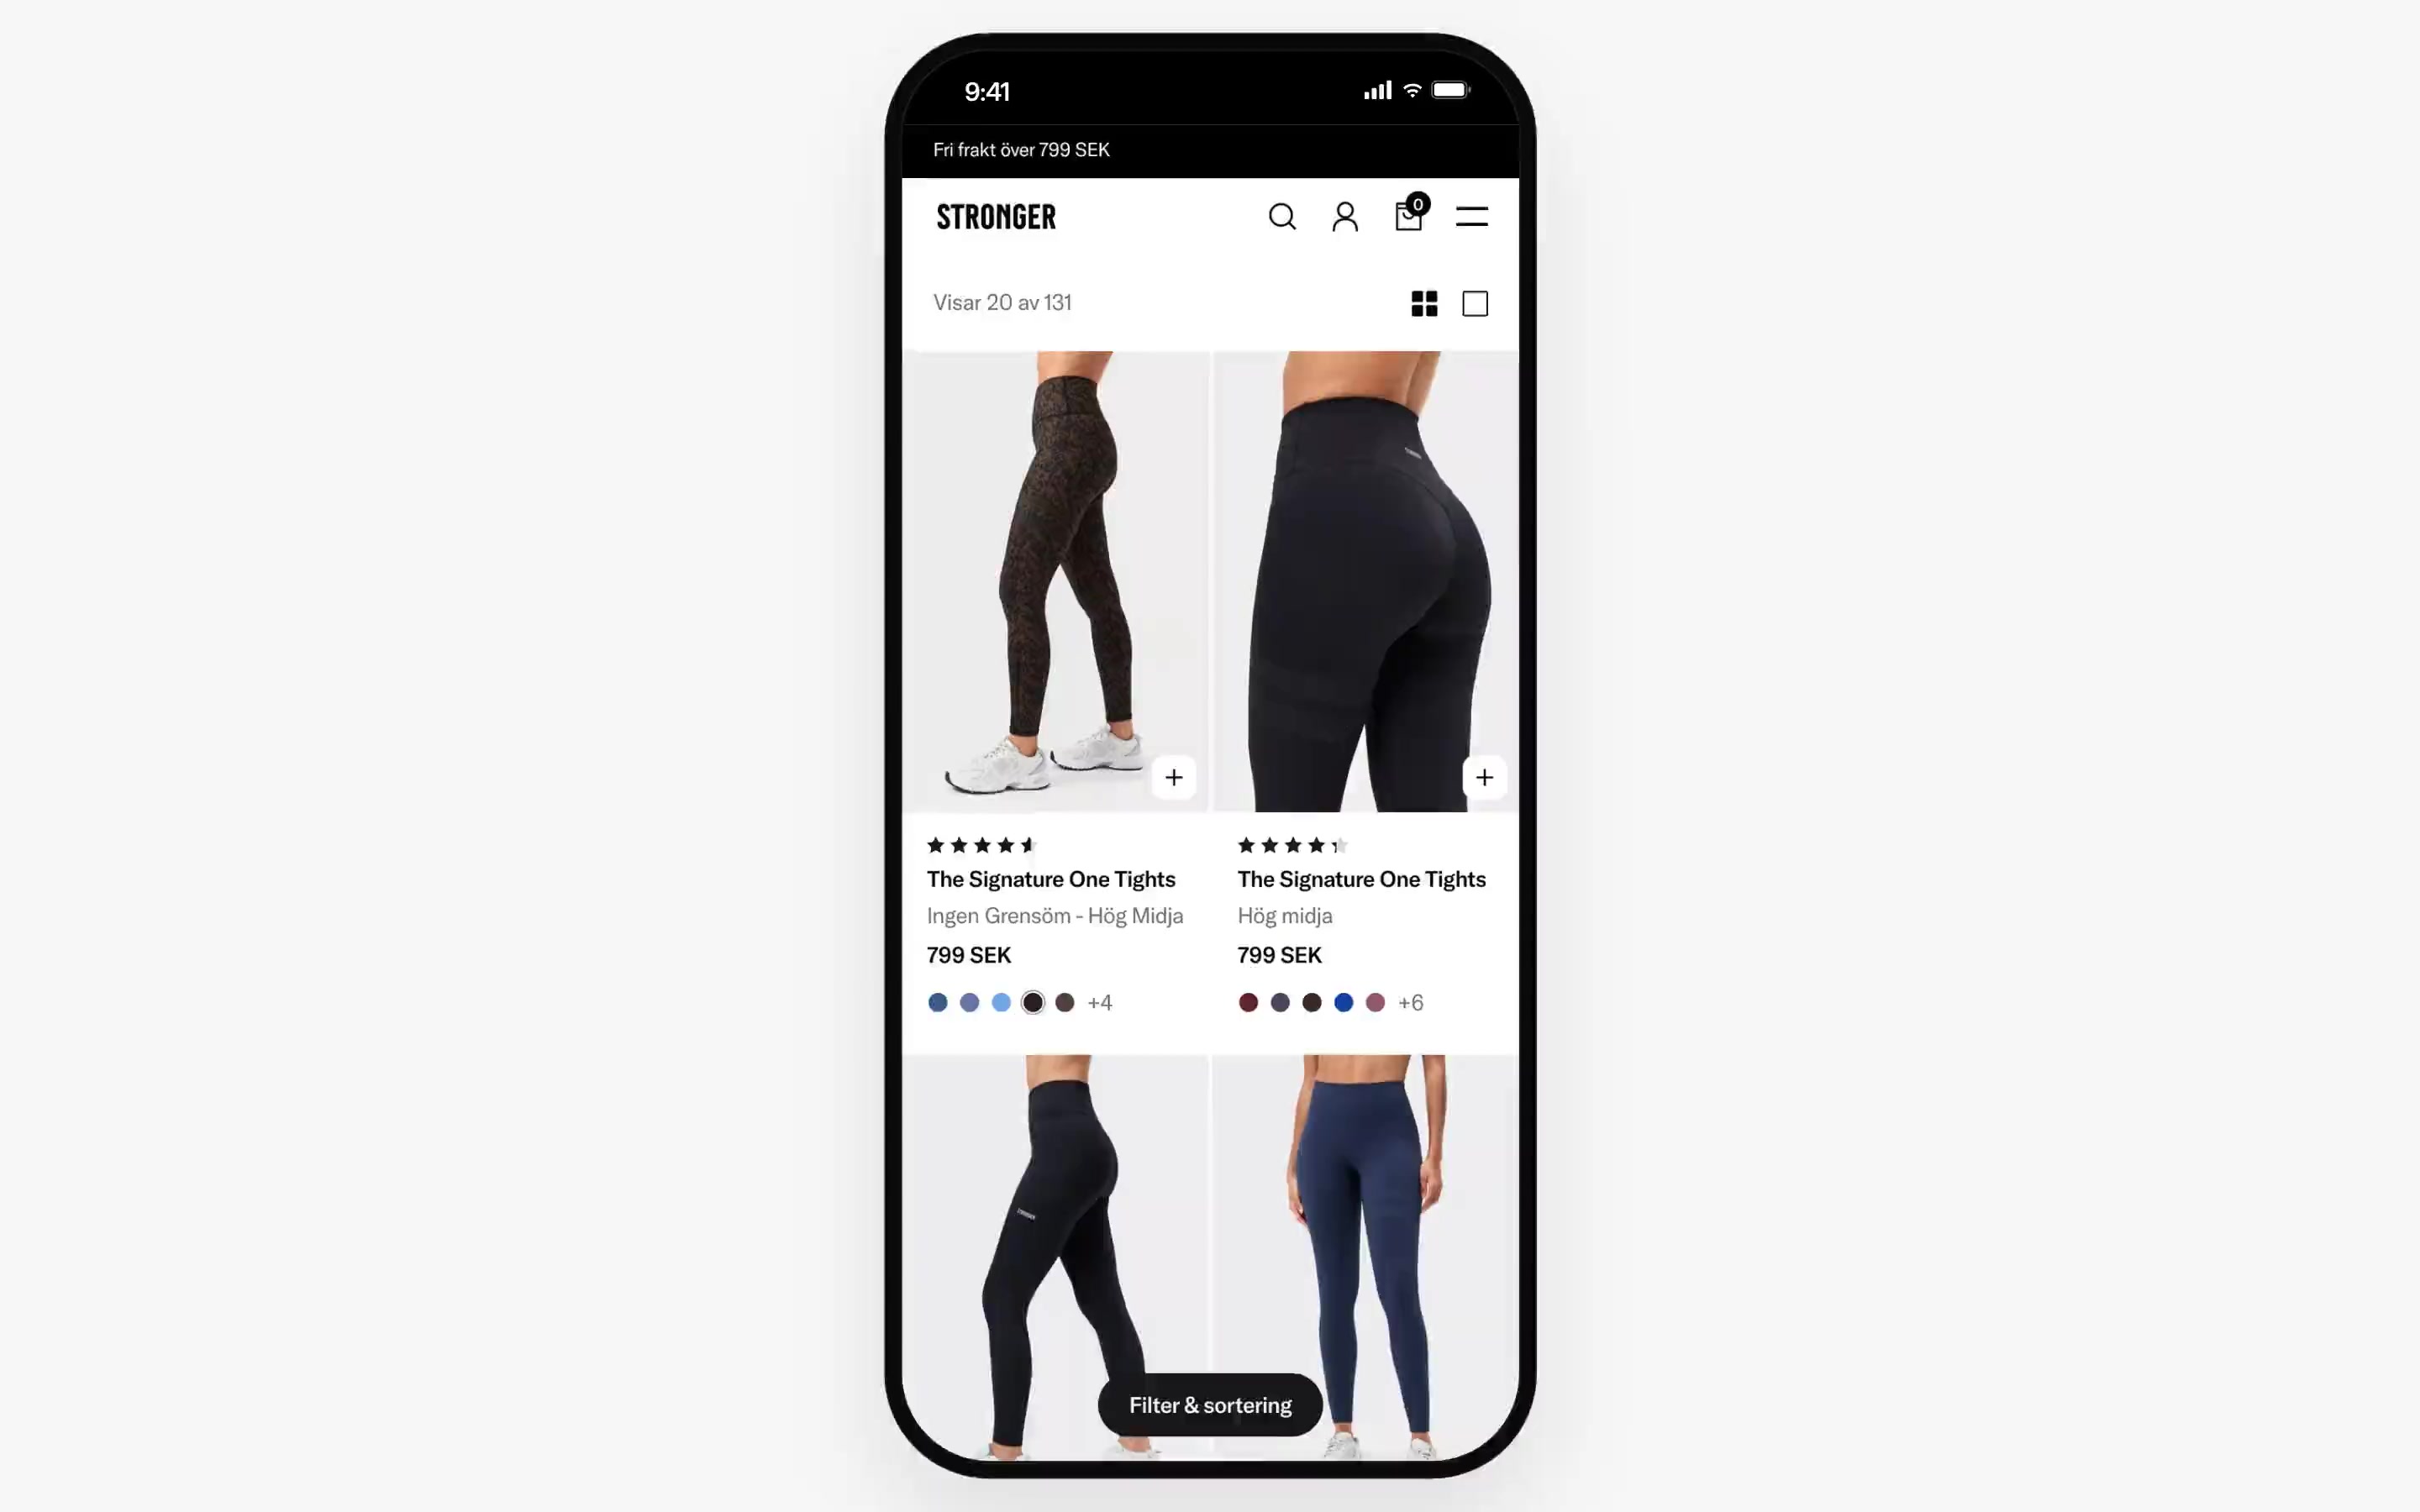 9:41
Fri frakt över 799 SEK
STRONGER
0
Visar 20 av 131
The Signature One Tights
Ingen Grensöm - Hög Midja
799 SEK
+4
The Signature One Tights
Hög midja
799 SEK
+6
Filter & sortering